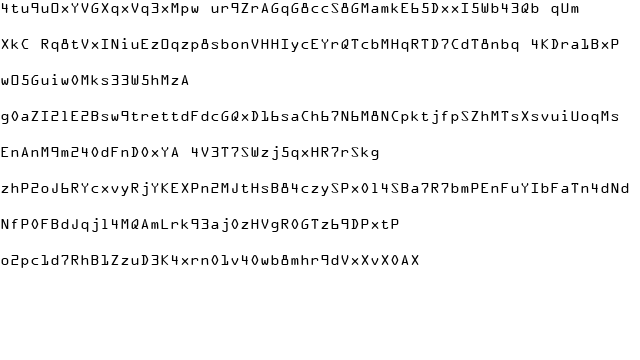 4tu9uOxYVGXqxVq3xMpw ur9ZrAGqG8ccS8GMamkE65DxxI5Wb43Qb qUm
XkC Rq8tVxINiuEzOqzp8sbonVHHIycEYrQTcbMHqRTD7CdT8nbq 4KDra1BxP
wO5Guiw0Mks33W5hMzA
g0aZI21E2Bsw9trettdFdcGQxD16saCh67N6M8NCpktjfpSZhMTsXsvuiUoqMs
EnAnM9m240dFnD0xYA 4V3T7SWzj5qxHR7rSkg
zhP2oJ6RYcxvyRjYKEXPn2MJtHsB84czySPx014SBa7R7bmPEnFuYIbFaTn4dNd
NfP0FBdJqj14MQAmLrk93aj0zHVgR0GTz69DPxtP
o2pc1d7RhB1ZzuD3K4xrn01v40wb8mhr9dVxXvX0AX